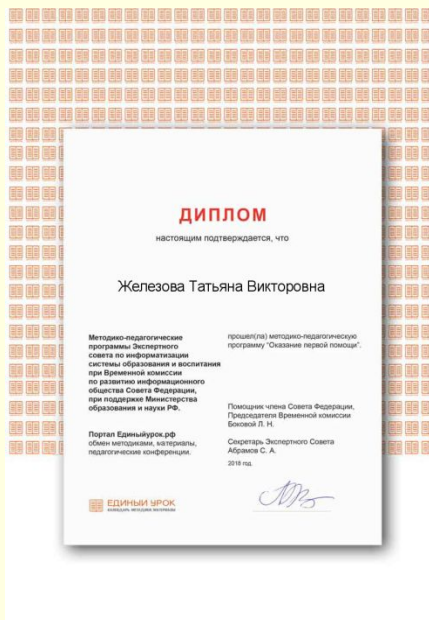 ДИПЛОМ
настоящим подтверждается, что
Железова Татьяна Викторовна
Методико-педагогические
программы Экспертного
совета по информатизации
системы образования и воспитания
при Временной комиссии
по развитию информационного
общества Совета Федерации,
при поддержке Министерства
образования и науки РФ.
Портал Единыйурок.рф
обмен методиками, материалы,
педагогические конференции.
прошел(ла) методико-педагогическую
программу "Оказание первой помощи".
Помощник члена Совета Федерации,
Председателя Временной комиссии
Боковой Л. Н.
Секретарь Экспертного Совета
Абрамов С. А.
2018 год
ЕДИНЫЙ УРОК
КАЛЕНДАРЬ МЕТОДИКИ МАТЕРИАЛЫ